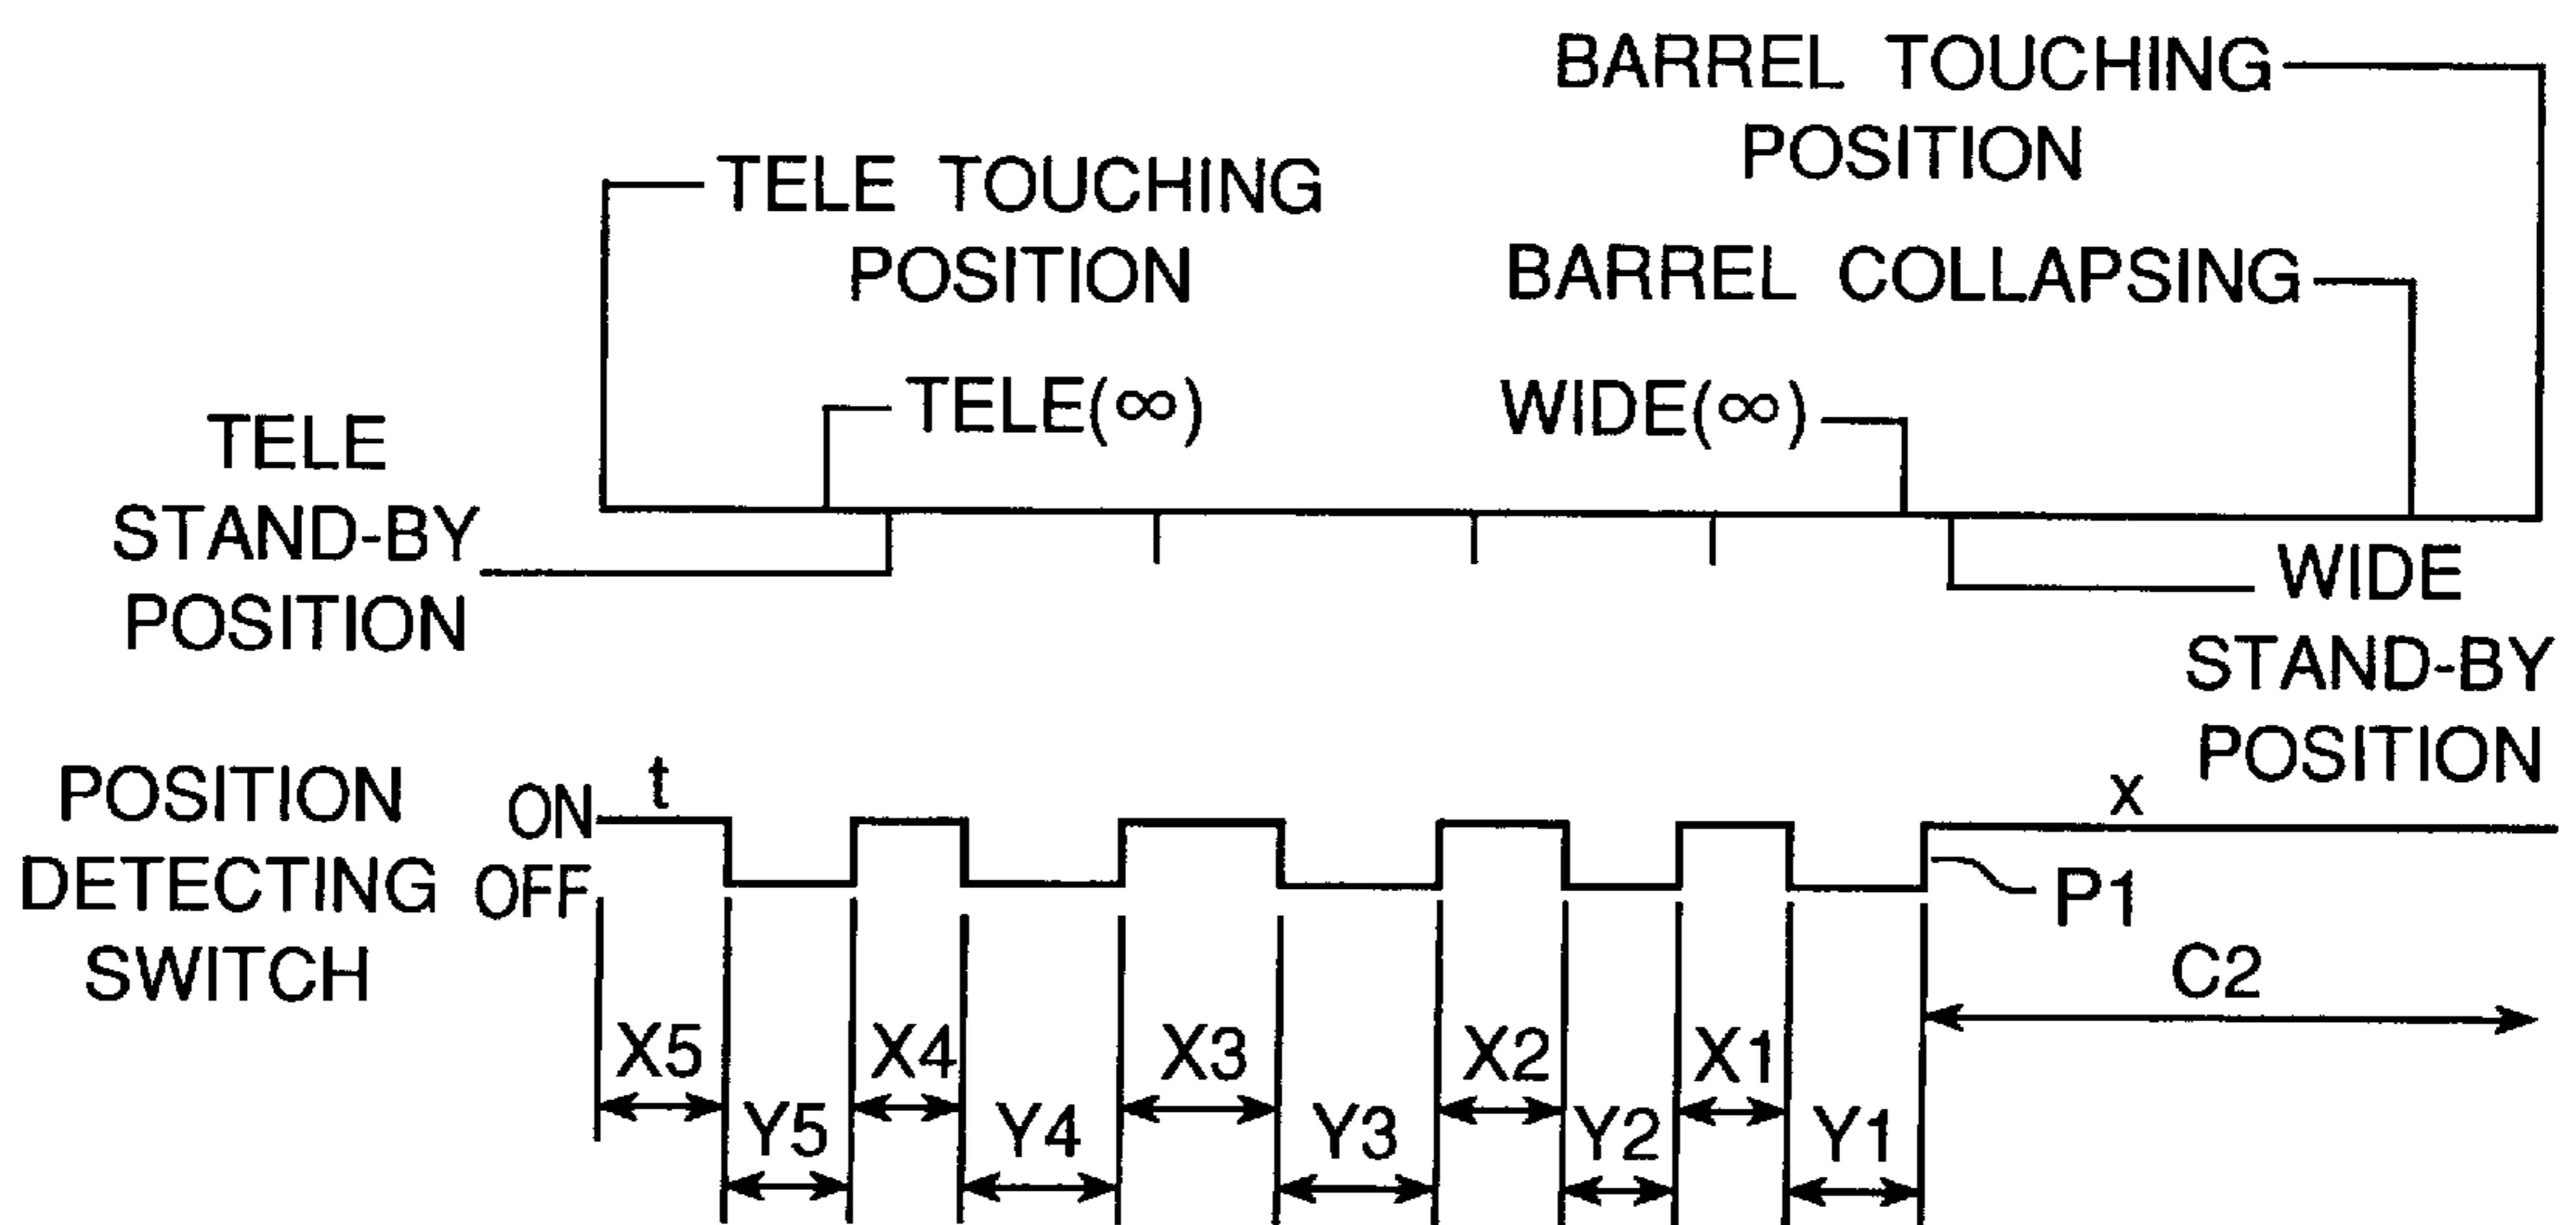 BARREL TOUCHING
POSITION
TELE TOUCHING
POSITION
BARREL COLLAPSING
TELE(∞)
WIDE(∞)
TELE
STAND-BY
POSITION
WIDE
STAND-BY
POSITION
POSITION
DETECTING
SWITCH
ON
OFF
t
x
P1
C2
X5
X4
X3
X2
X1
Y5
Y4
Y3
Y2
Y1